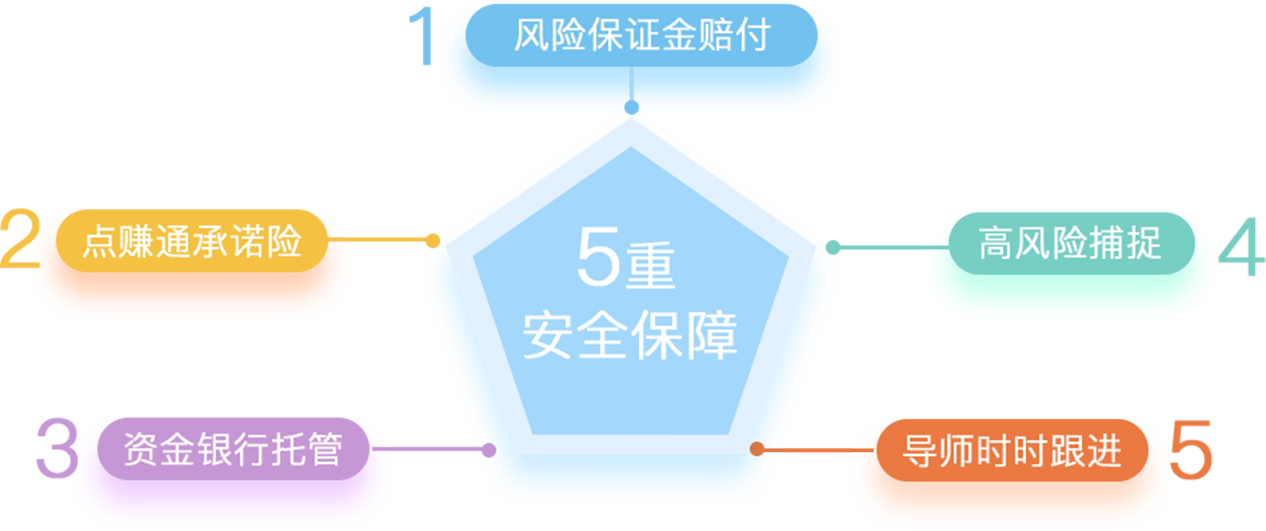 1 风险保证金赔付
2 点赚通承诺险
3 资金银行托管
5重
安全保障
高风险捕捉 4
导师时时跟进 5